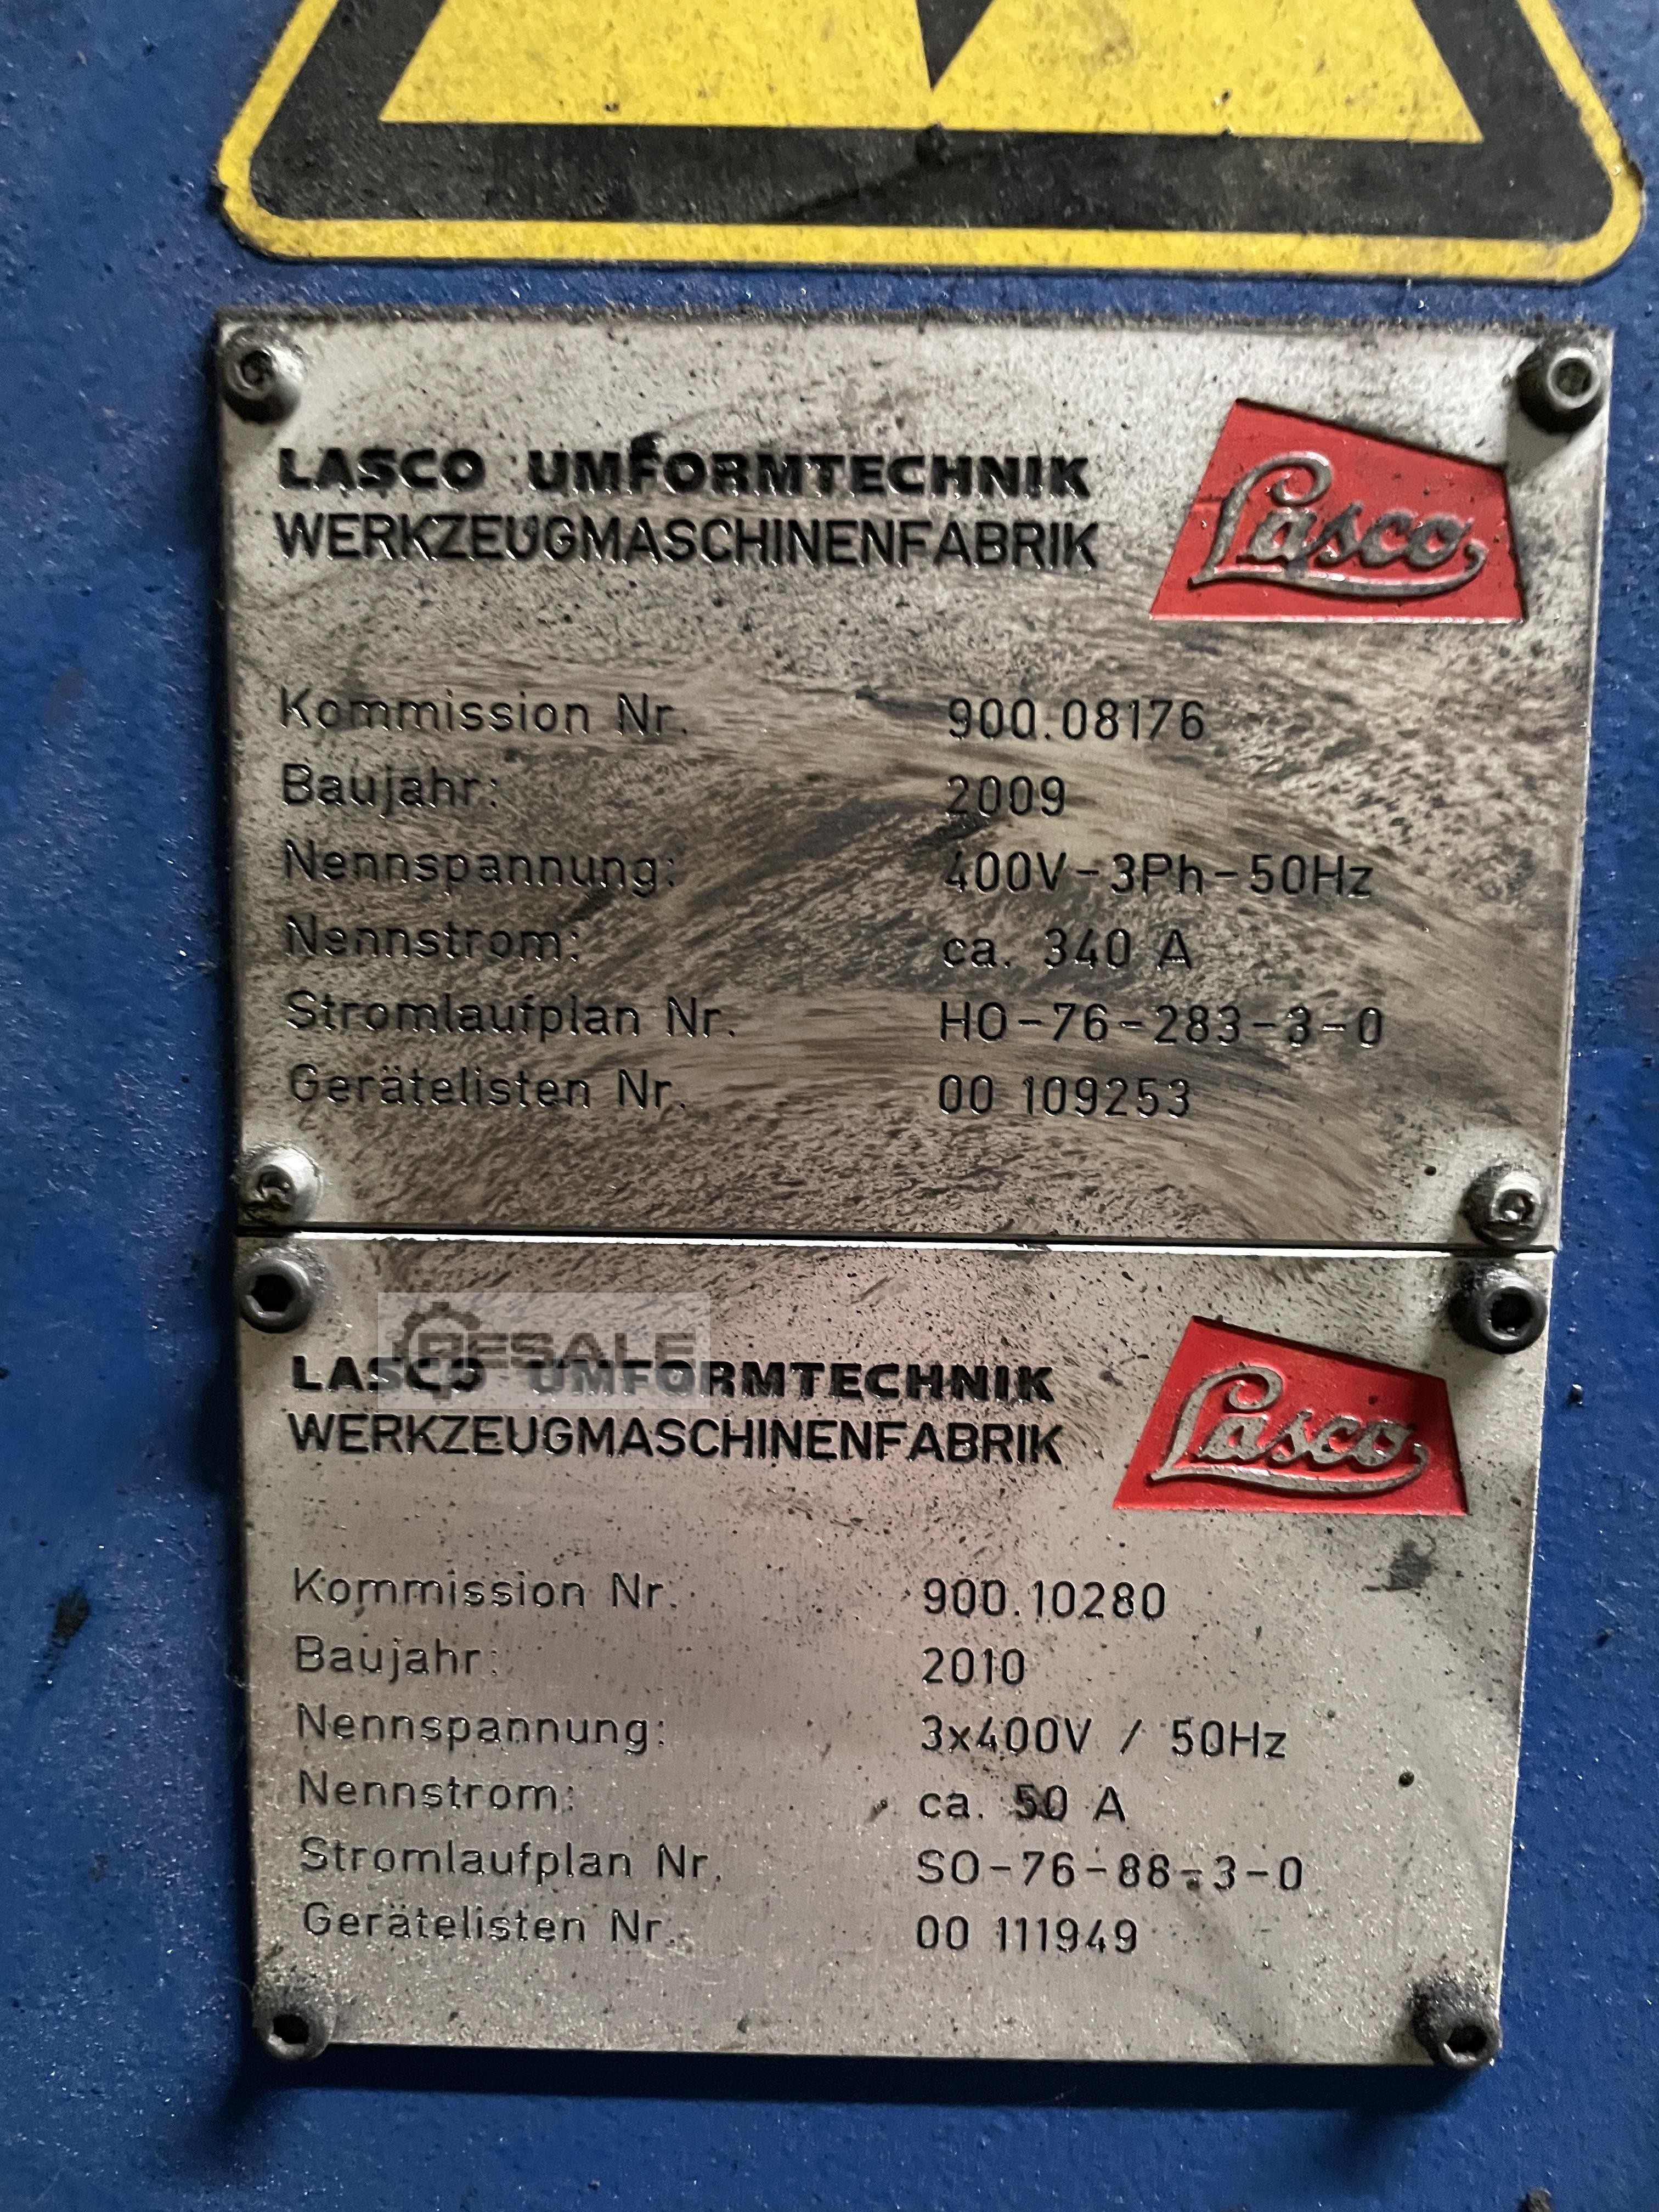 LASCO UMFORMTECHNIK
WERKZEUGMASCHINENFABRIK
Lasco
Kommission Nr. 900.08176
Baujahr: 2009
Nennspannung: 400V-3Ph-50Hz
Nennstrom: ca. 340 A
Stromlaufplan Nr. HO-76-283-3-0
Gerätelisten Nr. 00 109253
RESALE
LASCO UMFORMTECHNIK
WERKZEUGMASCHINENFABRIK
Lasco
Kommission Nr. 900.10280
Baujahr: 2010
Nennspannung: 3x400V / 50Hz
Nennstrom: ca. 50 A
Stromlaufplan Nr. SO-76-88-3-0
Gerätelisten Nr. 00 111949